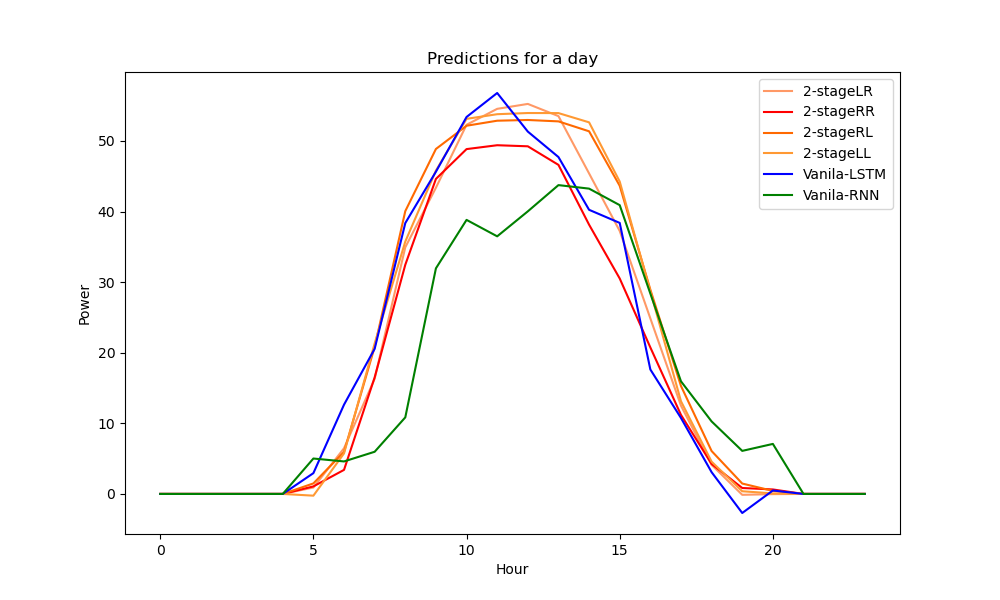 Predictions for a day
2-stageLR
2-stageRR
2-stageRL
2-stageLL
Vanila-LSTM
Vanila-RNN
Power
50
40
30
20
10
0
0 5 10 15 20
Hour